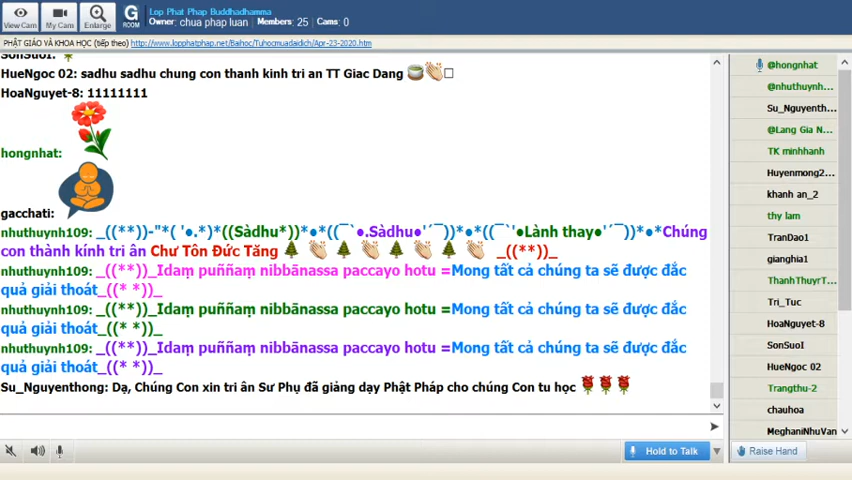 Lop Phat Phap Buddhadhamma
Owner: chua phap luan Members: 25 Cams: 0
View Cam My Cam Enlarge G ROOM
PHẬT GIÁO VÀ KHOA HỌC (tiếp theo) http://www.lopphatphap.net/Baihoc/Tuhocmuadaidich/Apr-23-2020.htm
SonSuo1:
HueNgoc 02: sadhu sadhu chung con thanh kinh tri an TT Giac Dang
HoaNguyet-8: 11111111
hongnhat:
gacchati:
nhuthuynh109: _((**))-"*( '●.*)*((Sàdhu*))*●*((¯`●.Sàdhu●'´¯))*●*((¯`'●Lành thay●'´¯))*●*Chúng
con thành kính tri ân Chư Tôn Đức Tăng _((**))_
nhuthuynh109: _((**))_Idaṃ puññaṃ nibbānassa paccayo hotu =Mong tất cả chúng ta sẽ được đắc
quả giải thoát_((* *))_
nhuthuynh109: _((**))_Idaṃ puññaṃ nibbānassa paccayo hotu =Mong tất cả chúng ta sẽ được đắc
quả giải thoát_((* *))_
nhuthuynh109: _((**))_Idaṃ puññaṃ nibbānassa paccayo hotu =Mong tất cả chúng ta sẽ được đắc
quả giải thoát_((* *))_
Su_Nguyenthong: Dạ, Chúng Con xin tri ân Sư Phụ đã giảng dạy Phật Pháp cho chúng Con tu học
Hold to Talk
@hongnhat
@nhuthuynh...
Su_Nguyenth...
@Lang Gia N...
TK minhhanh
Huyenmong2...
khanh an_2
thy lam
TranDao1
gianghia1
ThanhThuyrT...
Tri_Tuc
HoaNguyet-8
SonSuo1
HueNgoc 02
Trangthu-2
chauhoa
MeghaniNhuVan
Raise Hand